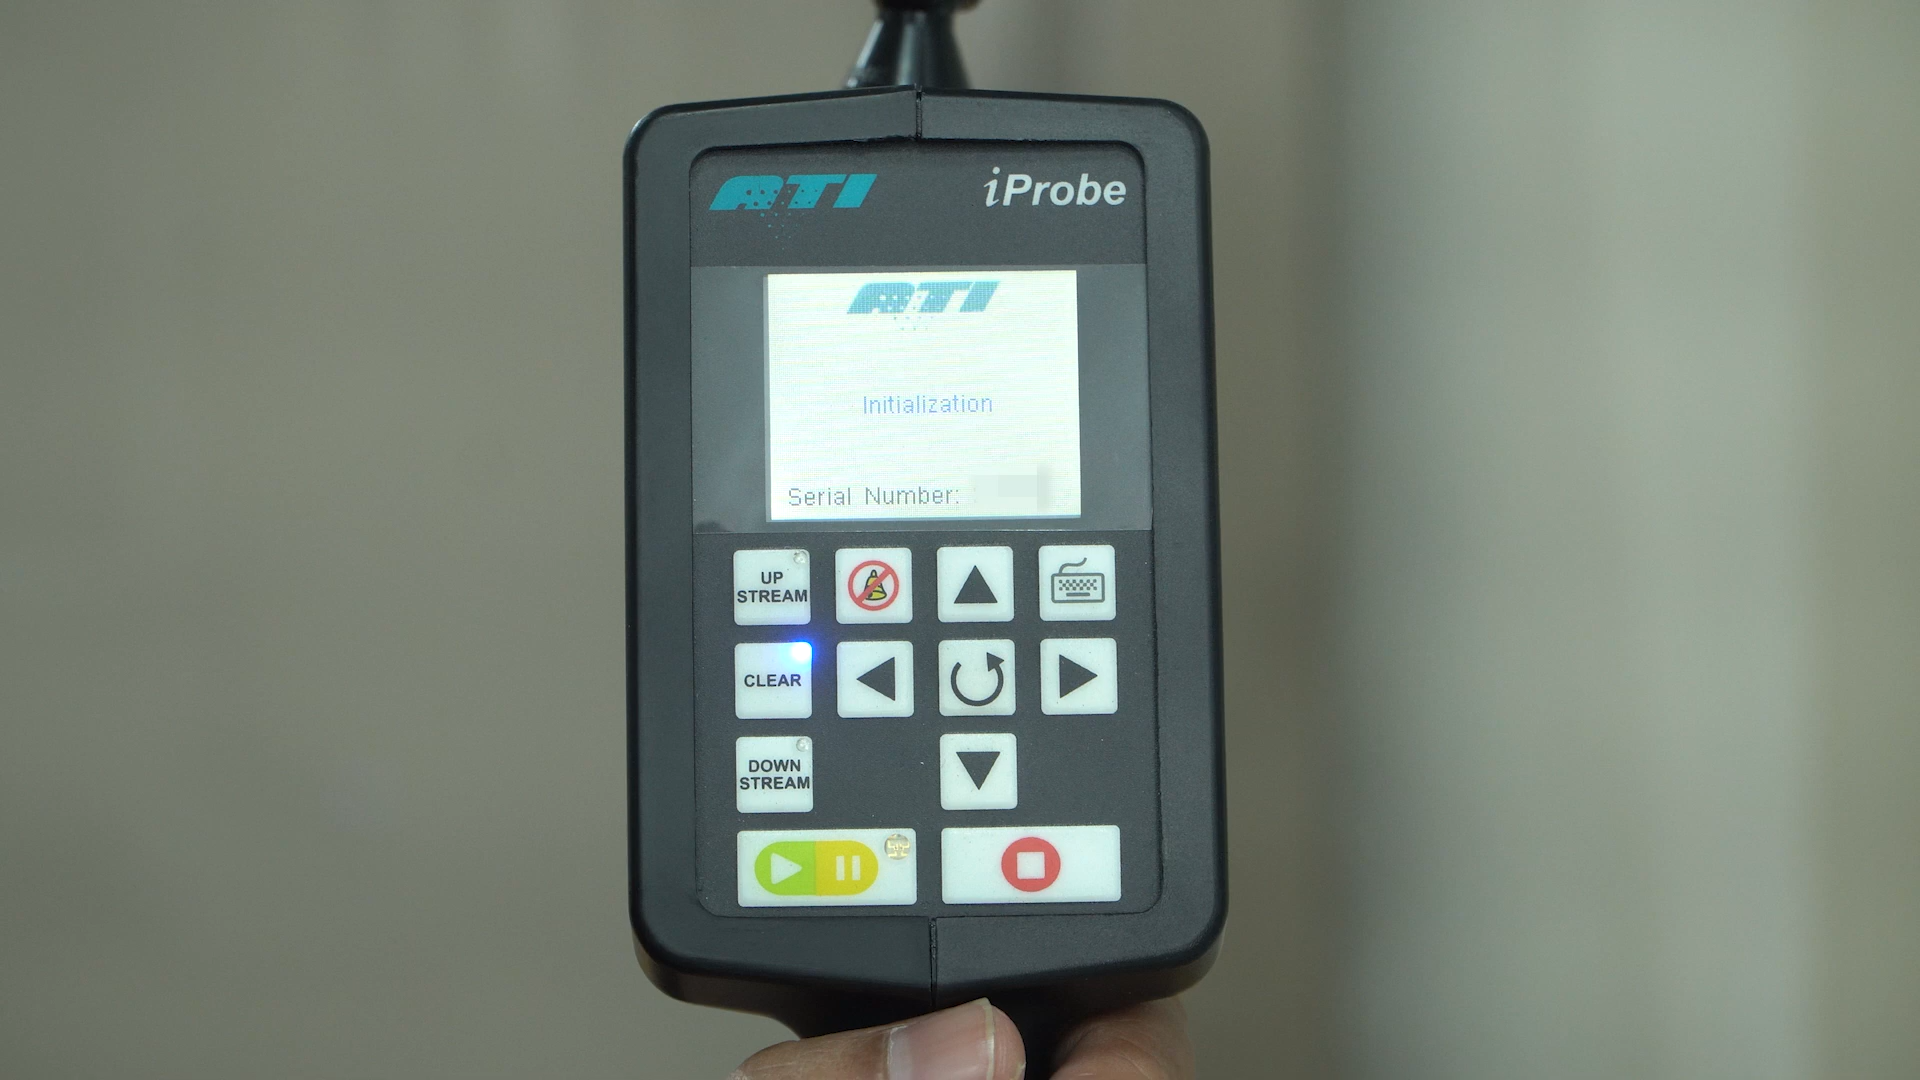 ATI
iProbe
ATI
Initialization
Serial Number:
UP
STREAM
CLEAR
DOWN
STREAM